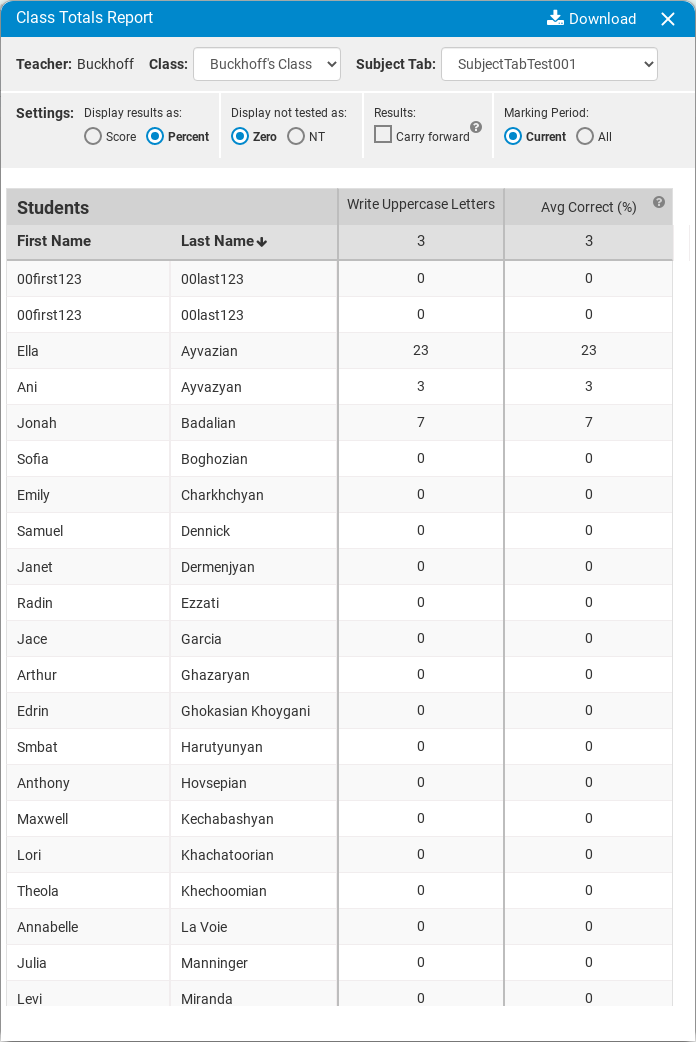 Class Totals Report Download
Teacher: Buckhoff Class: Buckhoff's Class Subject Tab: SubjectTabTest001
Settings: Display results as: Display not tested as: Results: Marking Period:
Score Percent Zero NT Carry forward ? Current All
Students Write Uppercase Letters Avg Correct (%) ?
First Name Last Name 3 3
00first123 00last123 0 0
00first123 00last123 0 0
Ella Ayvazian 23 23
Ani Ayvazyan 3 3
Jonah Badalian 7 7
Sofia Boghozian 0 0
Emily Charkhchyan 0 0
Samuel Dennick 0 0
Janet Dermenjyan 0 0
Radin Ezzati 0 0
Jace Garcia 0 0
Arthur Ghazaryan 0 0
Edrin Ghokasian Khoygani 0 0
Smbat Harutyunyan 0 0
Anthony Hovsepian 0 0
Maxwell Kechabashyan 0 0
Lori Khachatoorian 0 0
Theola Khechoomian 0 0
Annabelle La Voie 0 0
Julia Manninger 0 0
Levi Miranda 0 0